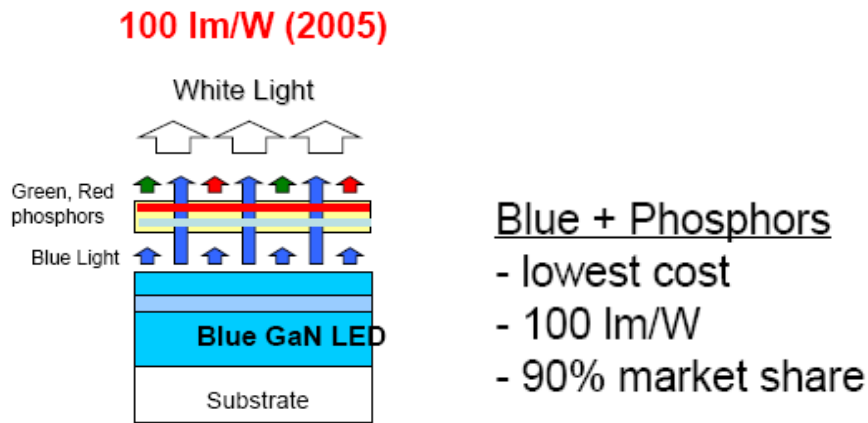 100 lm/W (2005)
White Light
Green, Red
phosphors
Blue Light
Blue GaN LED
Substrate
Blue + Phosphors
- lowest cost
- 100 lm/W
- 90% market share